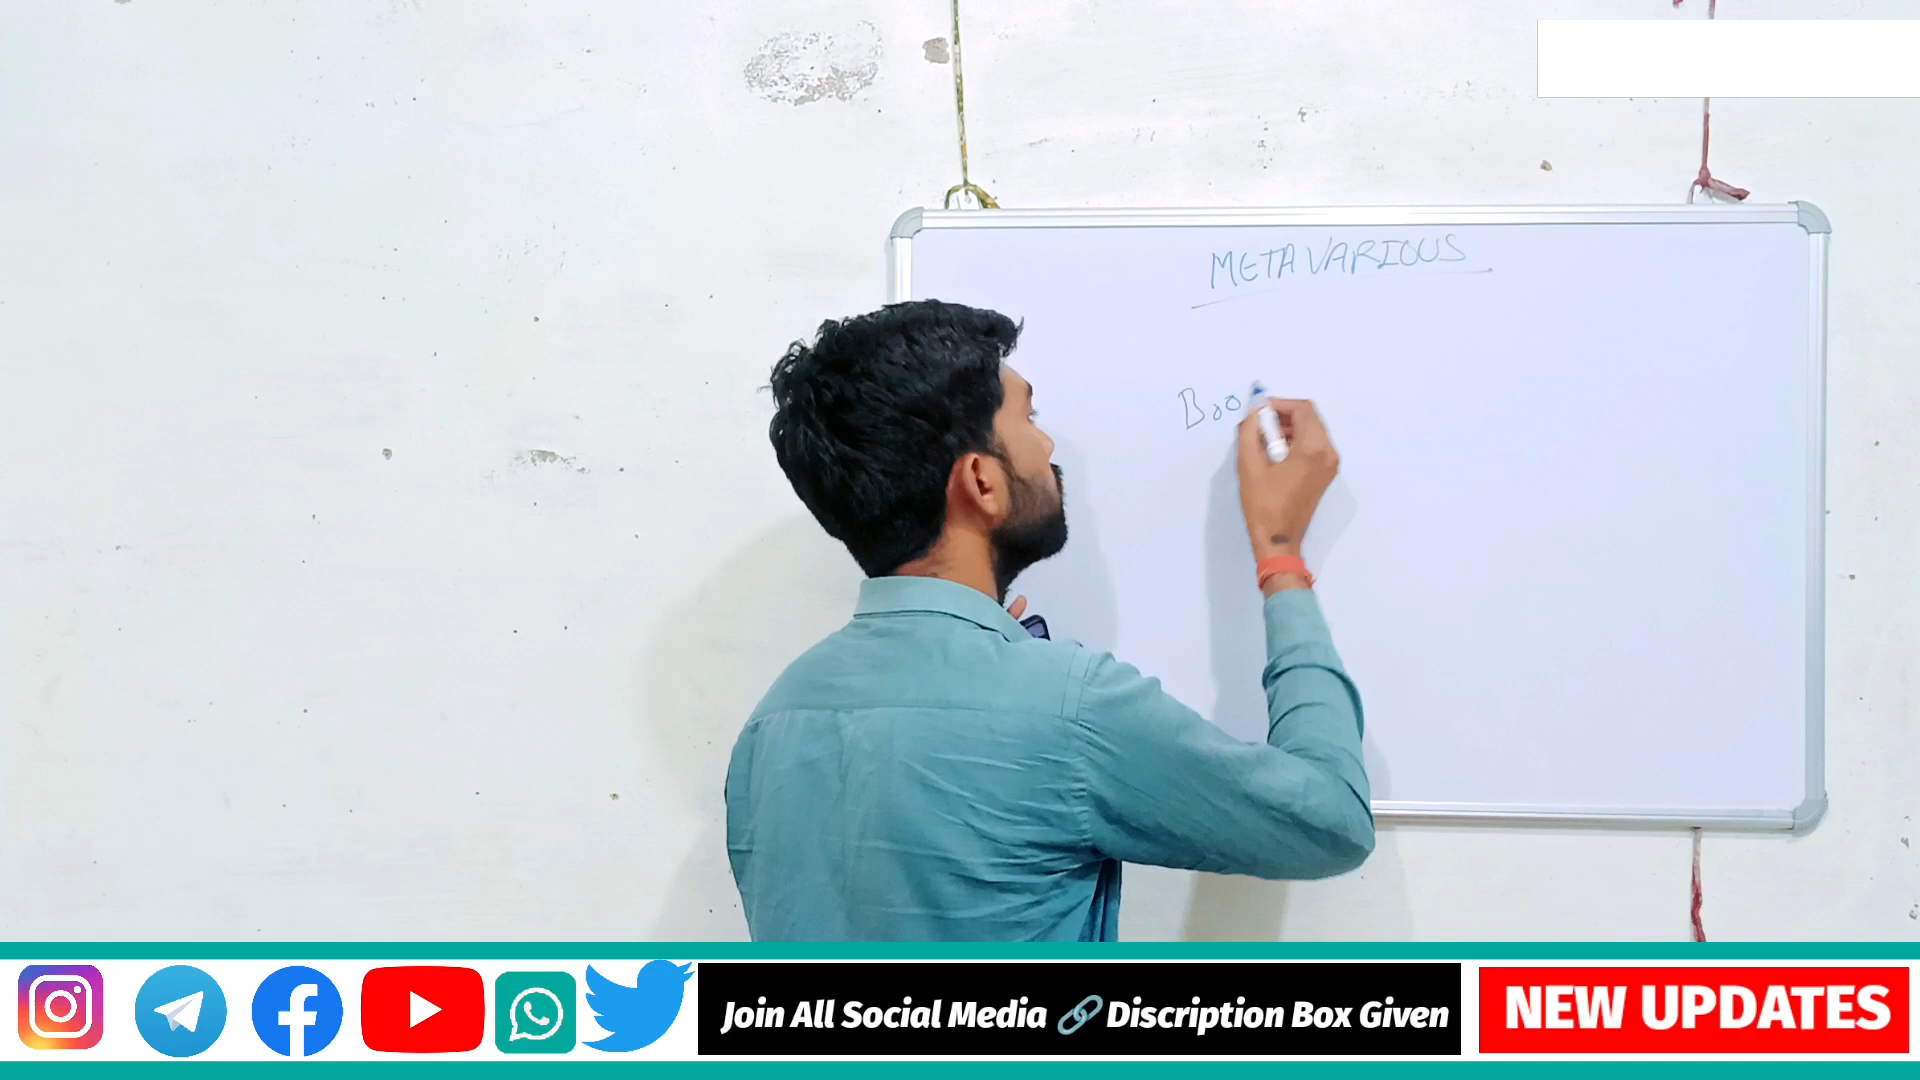 METAVARIOUS
Boo
Join All Social Media 🔗 Discription Box Given
NEW UPDATES